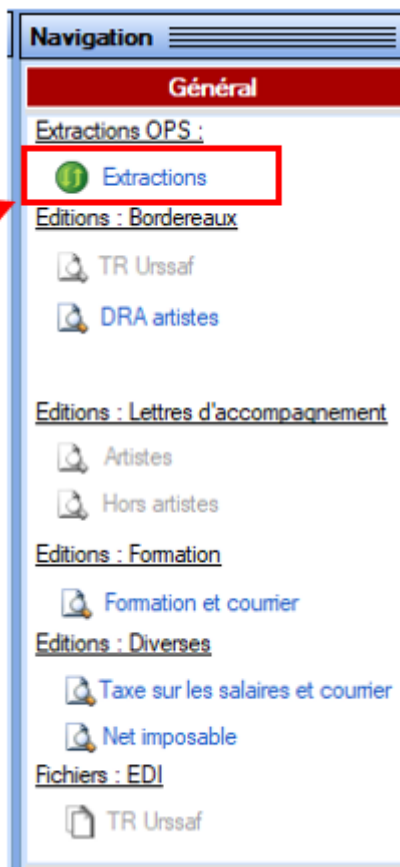 Navigation
Général
Extractions OPS :
Extractions
Editions : Bordereaux
TR Urssaf
DRA artistes
Editions : Lettres d'accompagnement
Artistes
Hors artistes
Editions : Formation
Formation et courrier
Editions : Diverses
Taxe sur les salaires et courrier
Net imposable
Fichiers : EDI
TR Urssaf